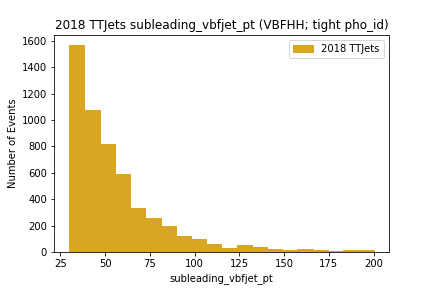 2018 TTJets subleading_vbfjet_pt (VBFHH; tight pho_id)
2018 TTJets
Number of Events
1600
1400
1200
1000
800
600
400
200
0
25 50 75 100 125 150 175 200
subleading_vbfjet_pt